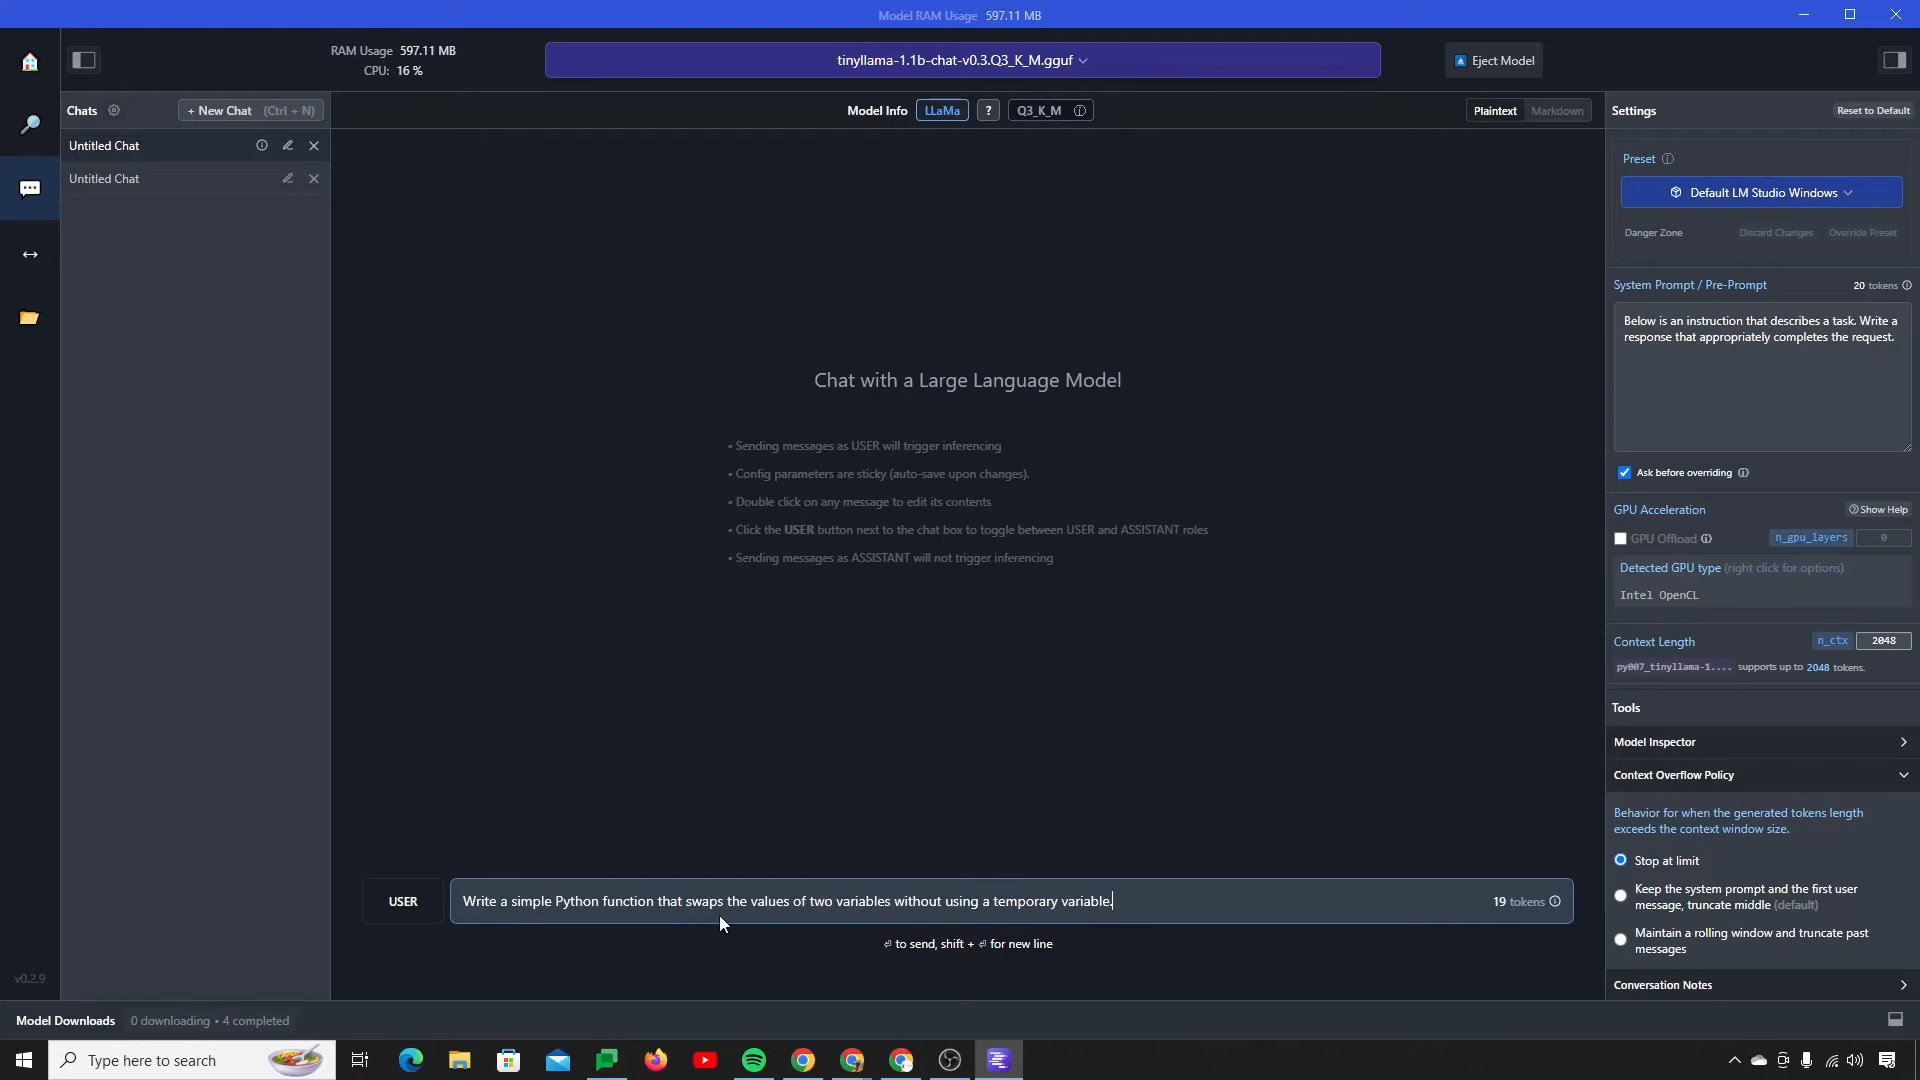 Model RAM Usage 597.11 MB
RAM Usage 597.11 MB
CPU: 16 %
tinyllama-1.1b-chat-v0.3.Q3_K_M.gguf
Eject Model
Chats
+ New Chat (Ctrl + N)
Model Info LLaMa ? Q3_K_M
Plaintext Markdown
Settings
Reset to Default
Untitled Chat
Untitled Chat
Chat with a Large Language Model
• Sending messages as USER will trigger inferencing
• Config parameters are sticky (auto-save upon changes).
• Double click on any message to edit its contents
• Click the USER button next to the chat box to toggle between USER and ASSISTANT roles
• Sending messages as ASSISTANT will not trigger inferencing
USER
Write a simple Python function that swaps the values of two variables without using a temporary variable.
19 tokens
⏎ to send, shift + ⏎ for new line
Preset
Default LM Studio Windows
Danger Zone Discard Changes Override Preset
System Prompt / Pre-Prompt 20 tokens
Below is an instruction that describes a task. Write a
response that appropriately completes the request.
Ask before overriding
GPU Acceleration Show Help
GPU Offload n_gpu_layers 0
Detected GPU type (right click for options)
Intel OpenCL
Context Length n_ctx 2048
py007_tinyllama-1.... supports up to 2048 tokens.
Tools
Model Inspector
Context Overflow Policy
Behavior for when the generated tokens length
exceeds the context window size.
Stop at limit
Keep the system prompt and the first user
message, truncate middle (default)
Maintain a rolling window and truncate past
messages
Conversation Notes
v0.2.9
Model Downloads 0 downloading • 4 completed
Type here to search